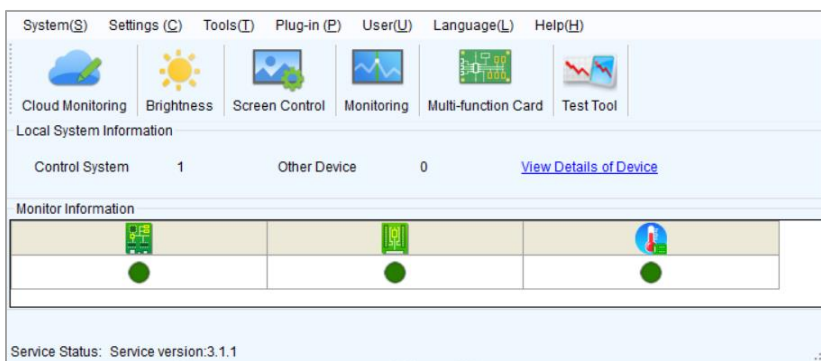 System(S) Settings (C) Tools(T) Plug-in (P) User(U) Language(L) Help(H)
Cloud Monitoring Brightness Screen Control Monitoring Multi-function Card Test Tool
Local System Information
Control System 1 Other Device 0 View Details of Device
Monitor Information
Service Status: Service version:3.1.1